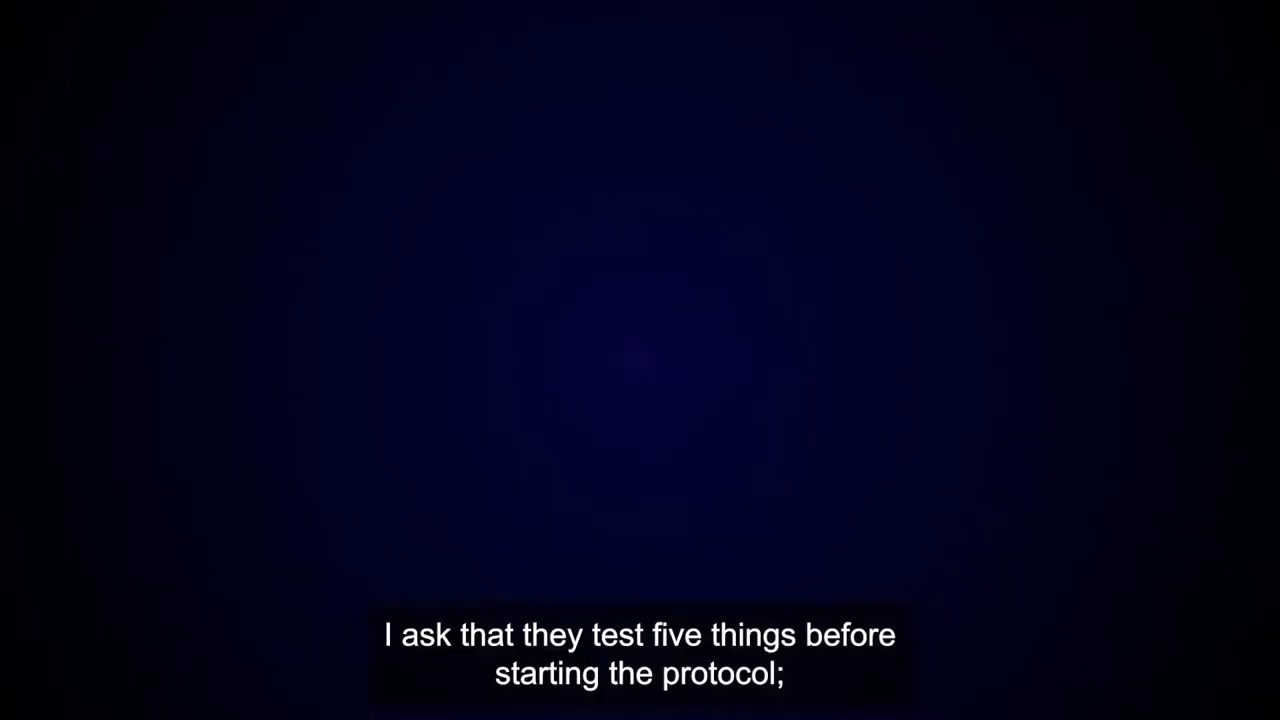 I ask that they test five things before
starting the protocol;